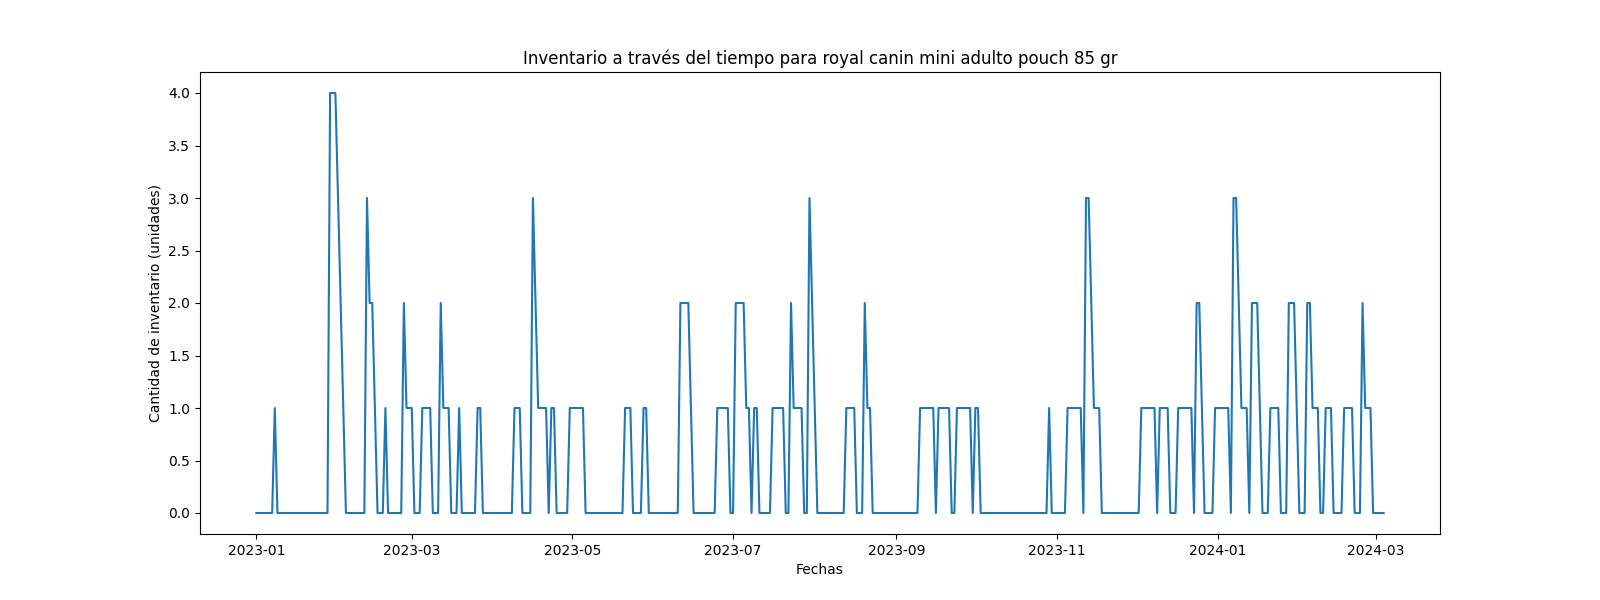 Inventario a través del tiempo para royal canin mini adulto pouch 85 gr
Cantidad de inventario (unidades)
4.0
3.5
3.0
2.5
2.0
1.5
1.0
0.5
0.0
2023-01 2023-03 2023-05 2023-07 2023-09 2023-11 2024-01 2024-03
Fechas